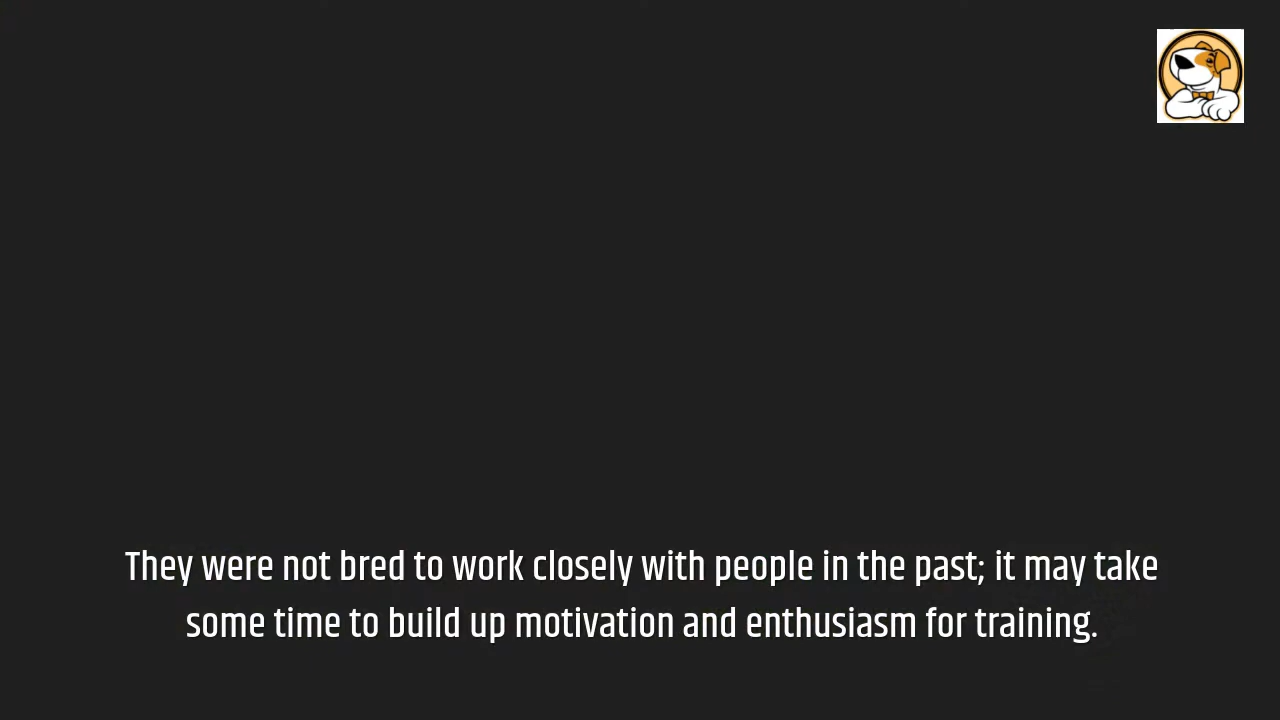 They were not bred to work closely with people in the past; it may take
some time to build up motivation and enthusiasm for training.